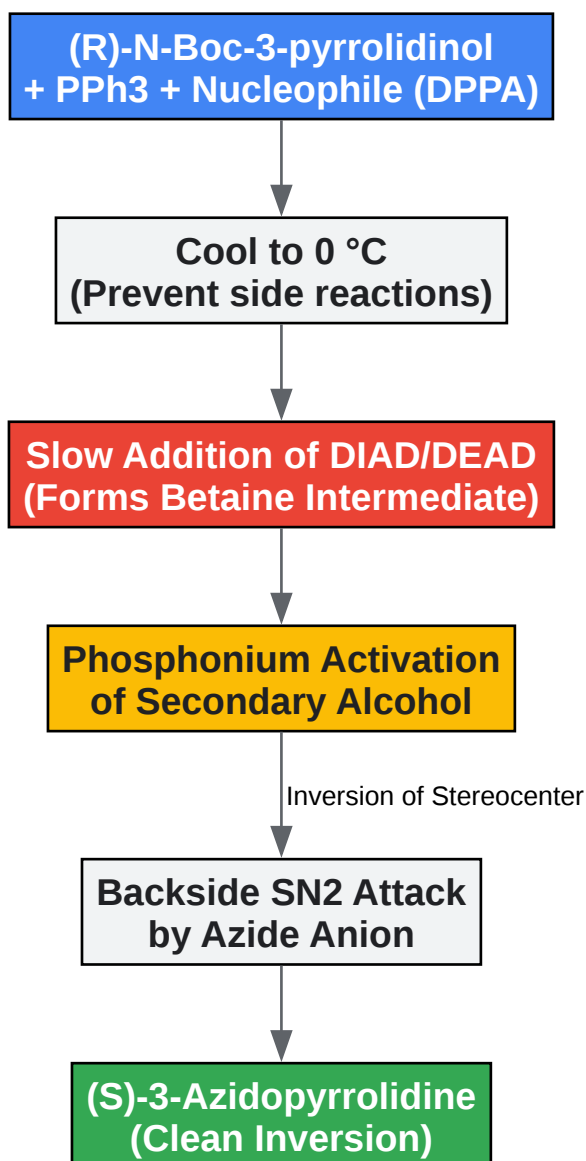 (R)-N-Boc-3-pyrrolidinol
+ PPh3 + Nucleophile (DPPA)
Cool to 0 °C
(Prevent side reactions)
Slow Addition of DIAD/DEAD
(Forms Betaine Intermediate)
Phosphonium Activation
of Secondary Alcohol
Inversion of Stereocenter
Backside SN2 Attack
by Azide Anion
(S)-3-Azidopyrrolidine
(Clean Inversion)